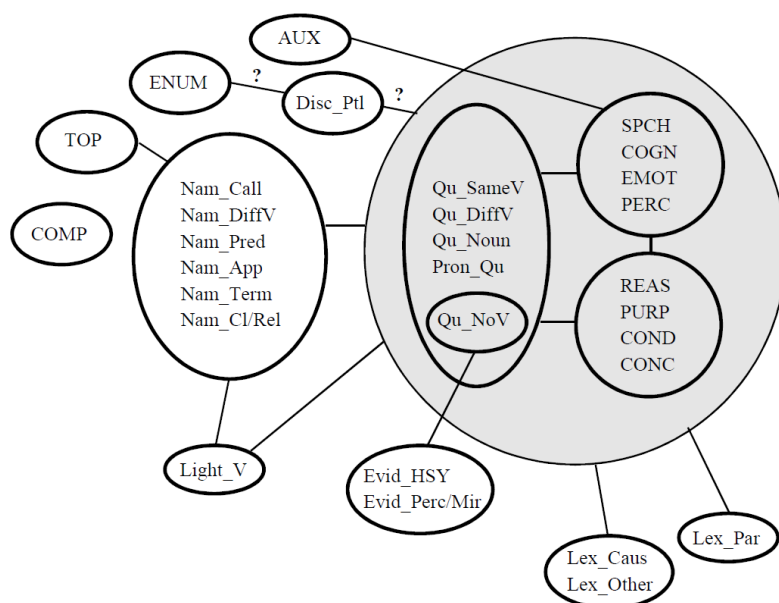 AUX
ENUM
?
Disc_Ptl
?
TOP
COMP
Nam_Call
Nam_DiffV
Nam_Pred
Nam_App
Nam_Term
Nam_Cl/Rel
Qu_SameV
Qu_DiffV
Qu_Noun
Pron_Qu
Qu_NoV
SPCH
COGN
EMOT
PERC
REAS
PURP
COND
CONC
Light_V
Evid_HSY
Evid_Perc/Mir
Lex_Caus
Lex_Other
Lex_Par